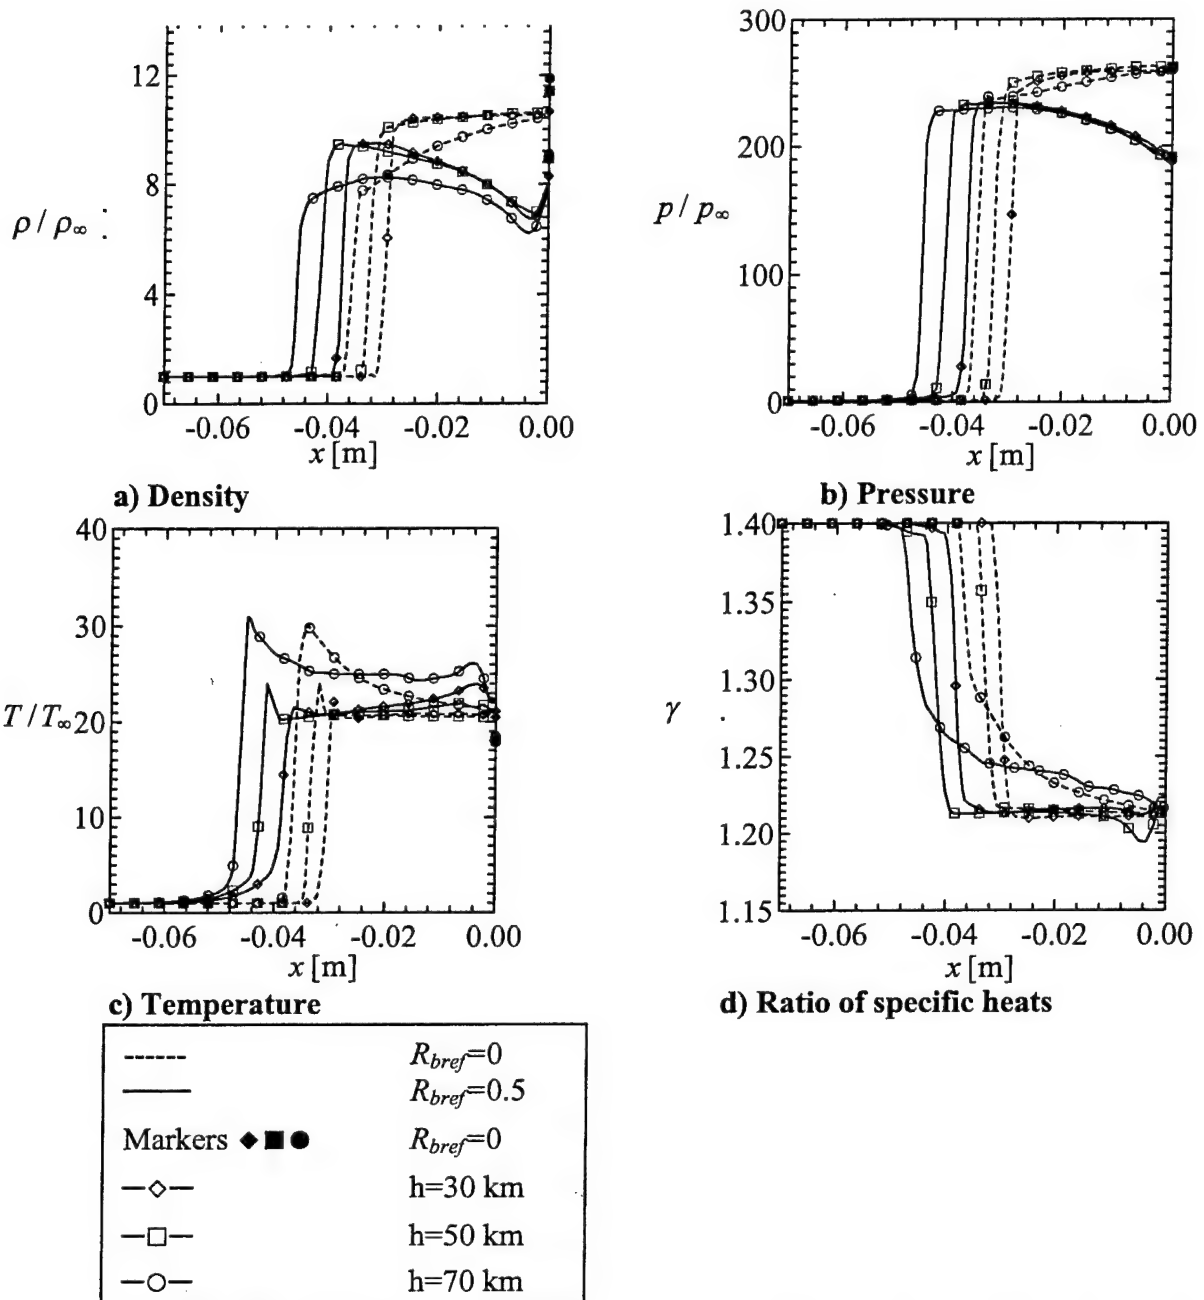 12
8
4
0
ρ / ρ∞
-0.06 -0.04 -0.02 0.00
x [m]
a) Density
300
200
100
0
p / p∞
-0.06 -0.04 -0.02 0.00
x [m]
b) Pressure
40
30
20
10
0
T / T∞
-0.06 -0.04 -0.02 0.00
x [m]
c) Temperature
1.40
1.35
1.30
1.25
1.20
1.15
γ
-0.06 -0.04 -0.02 0.00
x [m]
d) Ratio of specific heats
Rbref=0
Rbref=0.5
Markers ◆ ■ ● Rbref=0
h=30 km
h=50 km
h=70 km